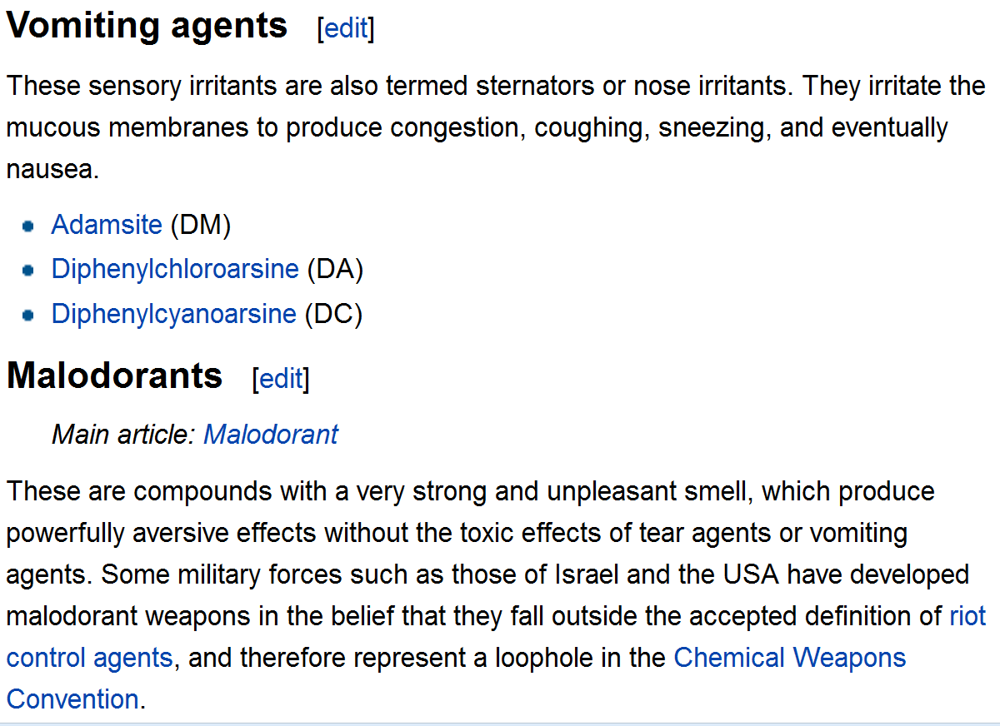 Vomiting agents [edit]
These sensory irritants are also termed sternators or nose irritants. They irritate the
mucous membranes to produce congestion, coughing, sneezing, and eventually
nausea.
Adamsite (DM)
Diphenylchloroarsine (DA)
Diphenylcyanoarsine (DC)
Malodorants [edit]
Main article: Malodorant
These are compounds with a very strong and unpleasant smell, which produce
powerfully aversive effects without the toxic effects of tear agents or vomiting
agents. Some military forces such as those of Israel and the USA have developed
malodorant weapons in the belief that they fall outside the accepted definition of riot
control agents, and therefore represent a loophole in the Chemical Weapons
Convention.